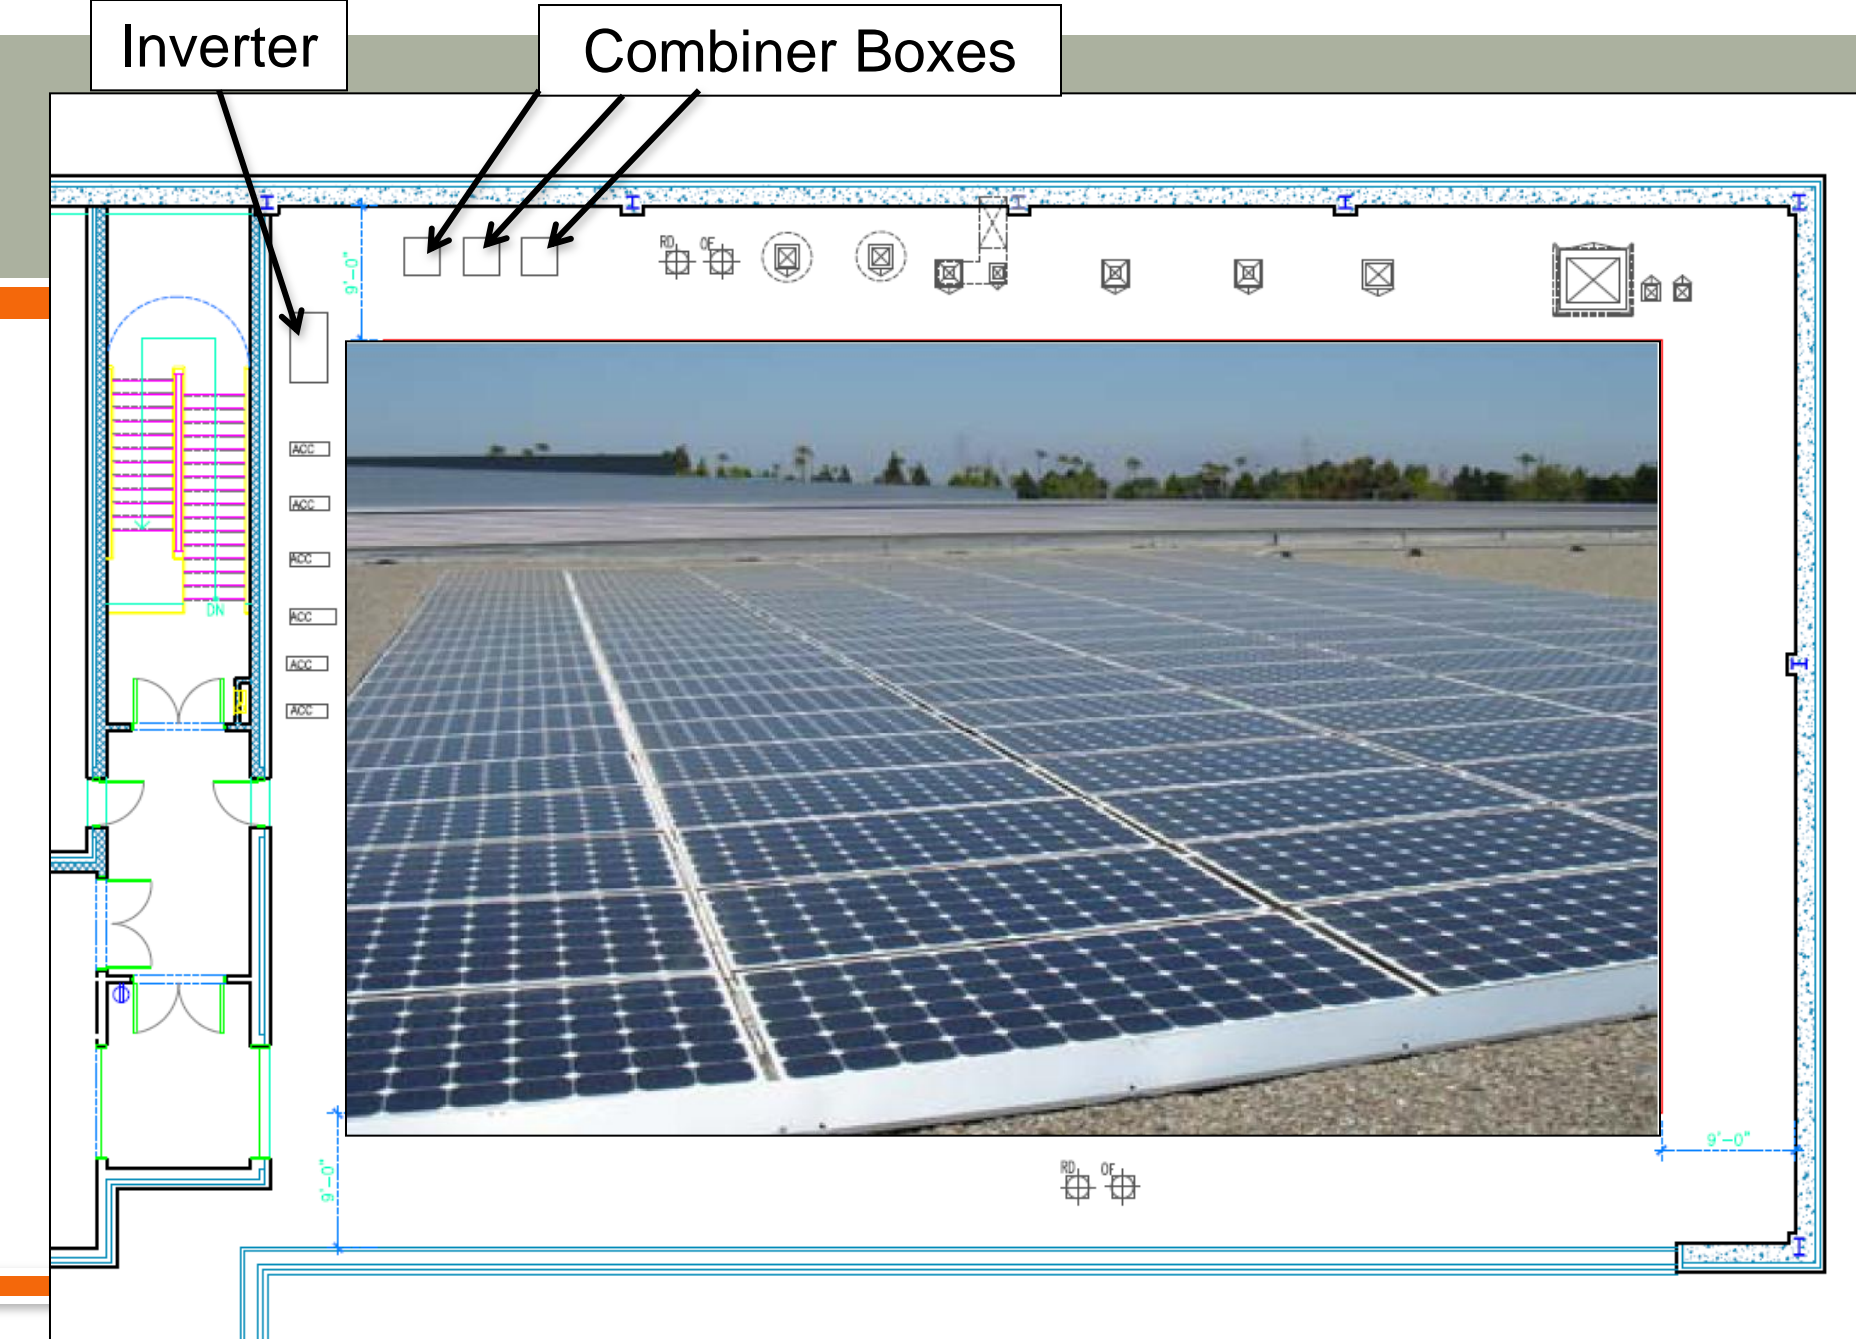 Inverter
Combiner Boxes
RD
OF
9'-0"
ACC
ACC
ACC
ACC
DN
ACC
ACC
9'-0"
9'-0"
RD
OF